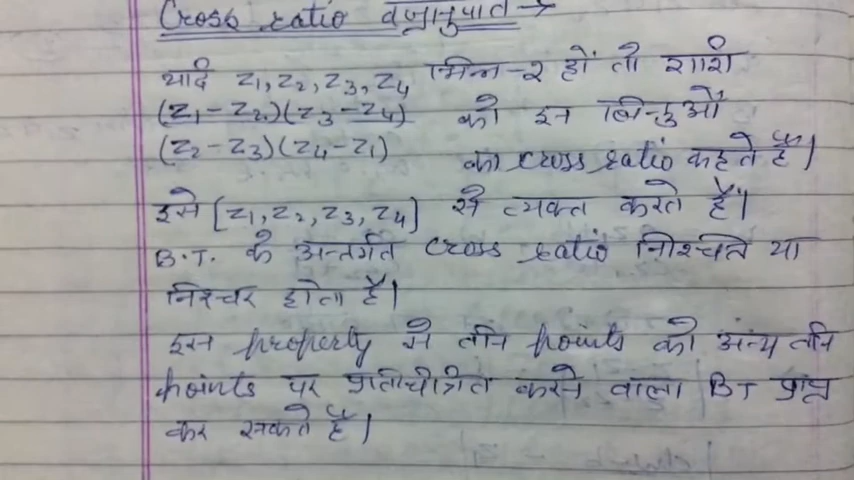 Cross ratio वज्रानुपात →
यदि z₁, z₂, z₃, z₄ भिन्न-२ हों तो राशि
(z₁ - z₂)(z₃ - z₄) को इन बिन्दुओं
(z₂ - z₃)(z₄ - z₁) का cross ratio कहते हैं।
इसे [z₁, z₂, z₃, z₄] से व्यक्त करते हैं।
B.T. के अन्तर्गत cross ratio निश्चित या
निश्चर होता है।
इस property से तीन points को अन्य तीन
points पर प्रतिचित्रित करने वाला BT प्राप्त
कर सकते हैं।